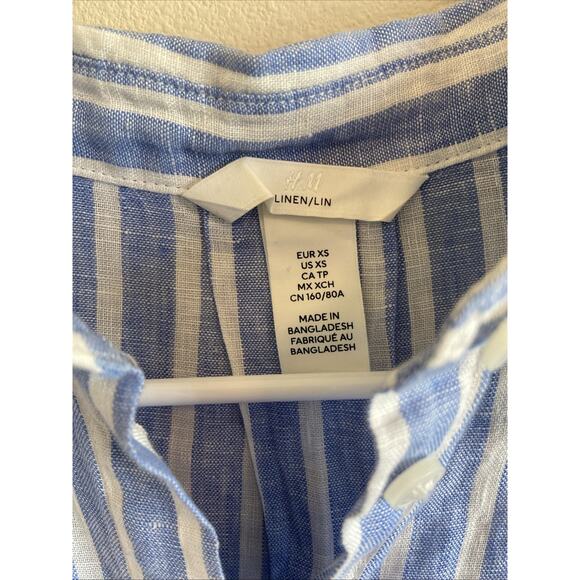 H&M
LINEN/LIN
EUR XS
US XS
CA TP
MX XCH
CN 160/80A
MADE IN
BANGLADESH
FABRIQUÉ AU
BANGLADESH